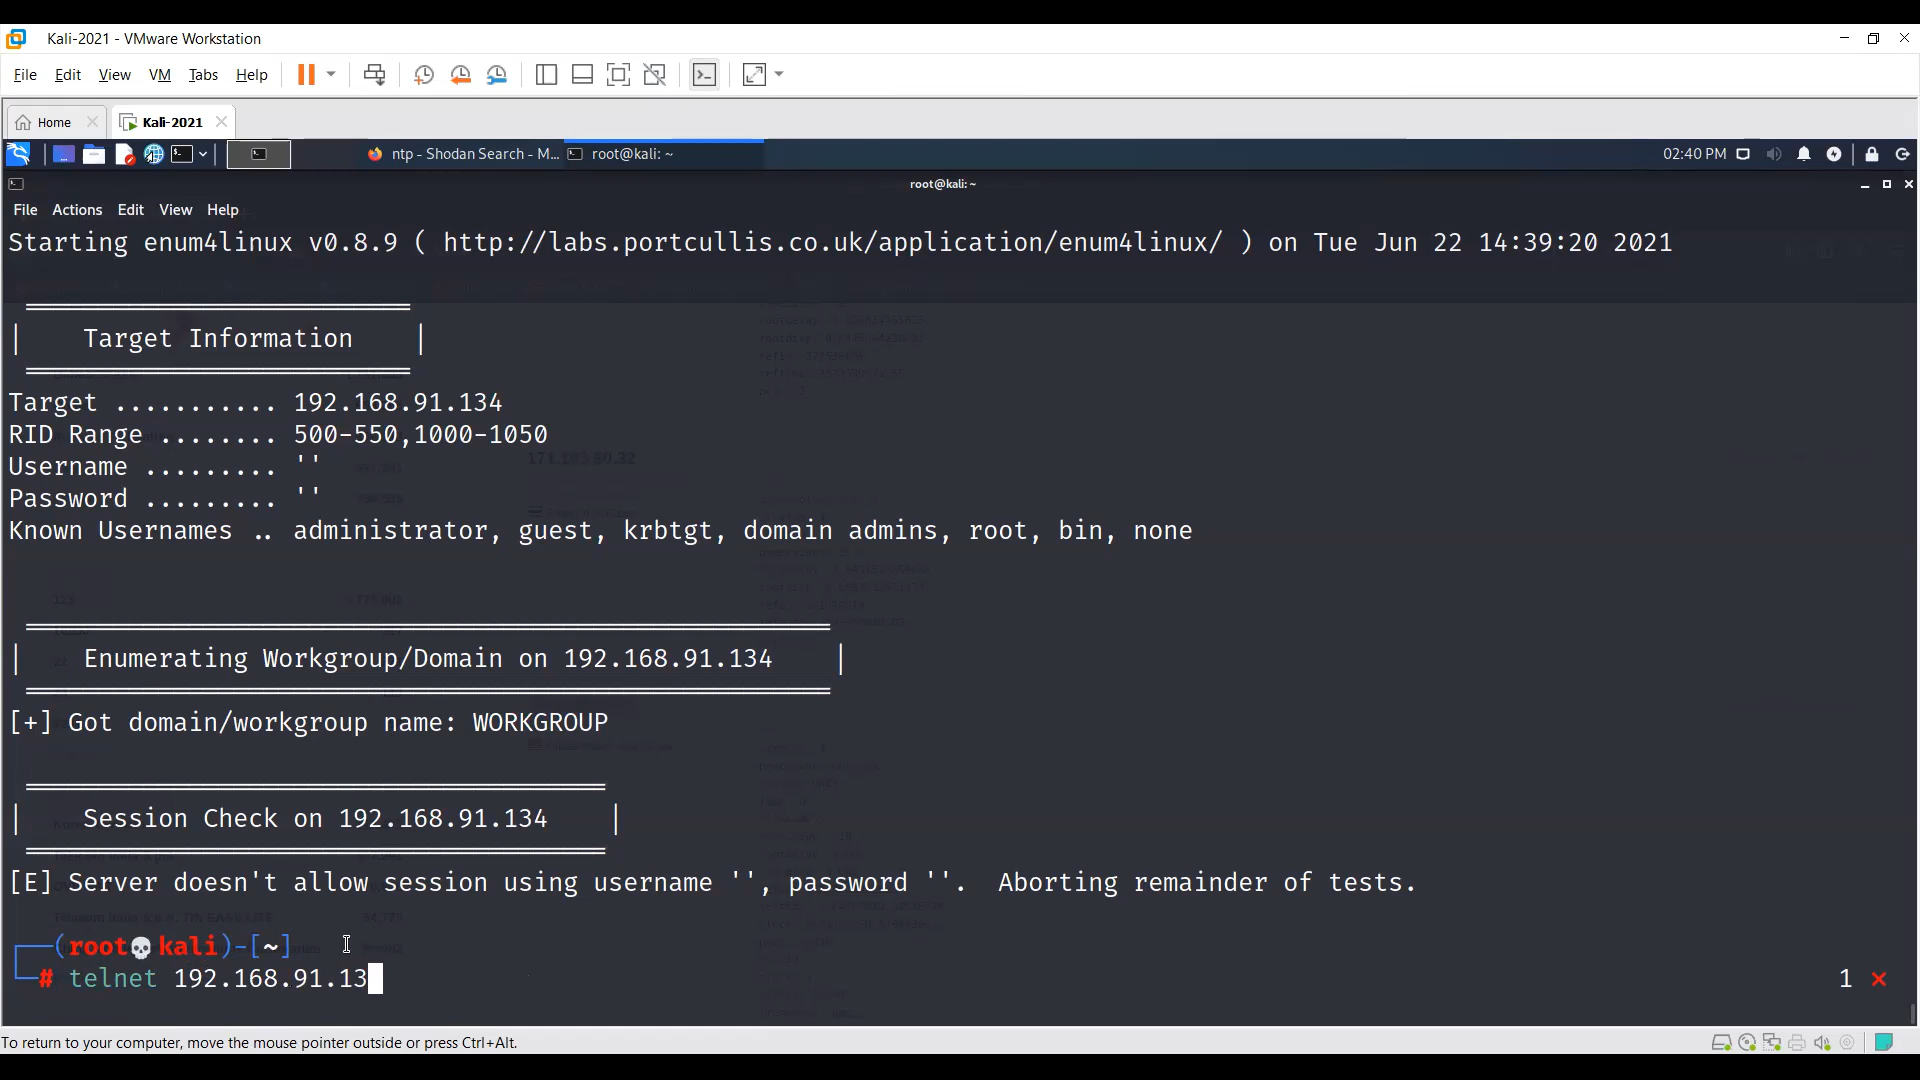 Kali-2021 - VMware Workstation
File Edit View VM Tabs Help
Home Kali-2021
ntp - Shodan Search - M... root@kali: ~ 02:40 PM
root@kali: ~
File Actions Edit View Help
Starting enum4linux v0.8.9 ( http://labs.portcullis.co.uk/application/enum4linux/ ) on Tue Jun 22 14:39:20 2021
| Target Information |
Target ........... 192.168.91.134
RID Range ........ 500-550,1000-1050
Username ......... ''
Password ......... ''
Known Usernames .. administrator, guest, krbtgt, domain admins, root, bin, none
| Enumerating Workgroup/Domain on 192.168.91.134 |
[+] Got domain/workgroup name: WORKGROUP
| Session Check on 192.168.91.134 |
[E] Server doesn't allow session using username '', password ''. Aborting remainder of tests.
(root💀kali)-[~]
# telnet 192.168.91.13 1 ✕
To return to your computer, move the mouse pointer outside or press Ctrl+Alt.